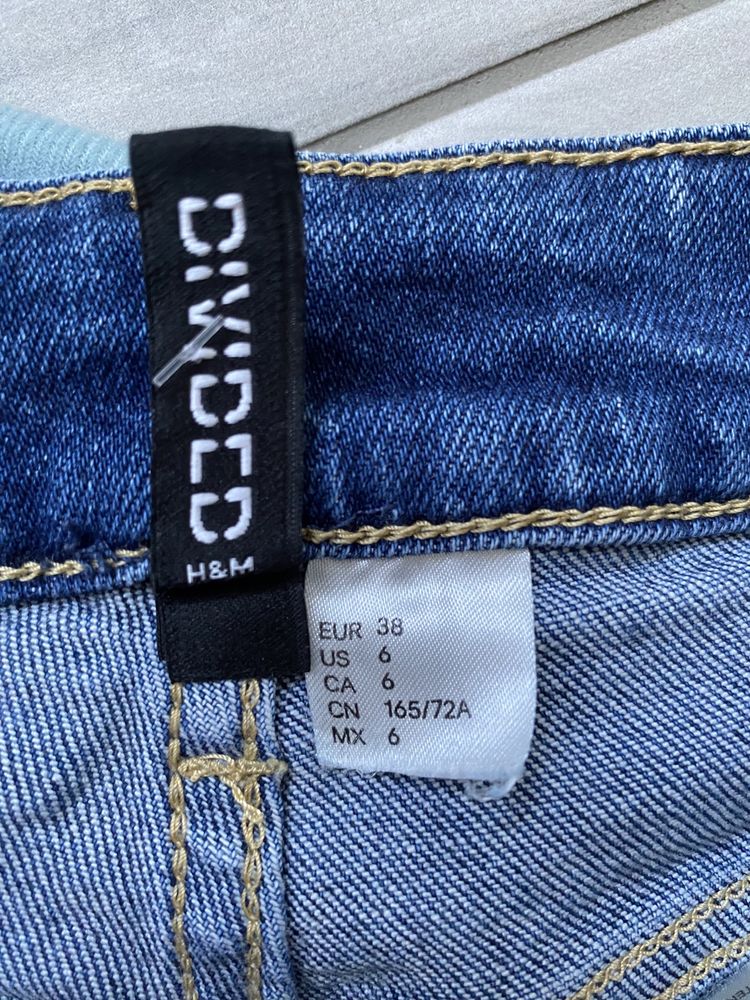 DIVIDED
H&M
EUR 38
US 6
CA 6
CN 165/72A
MX 6